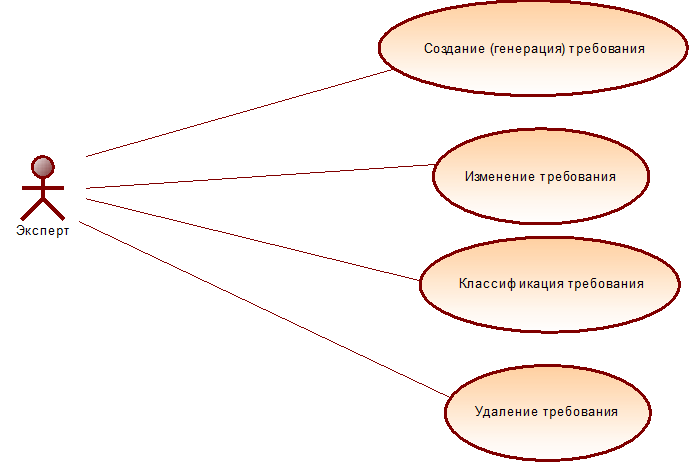 Создание (генерация) требования
Изменение требования
Эксперт
Классификация требования
Удаление требования